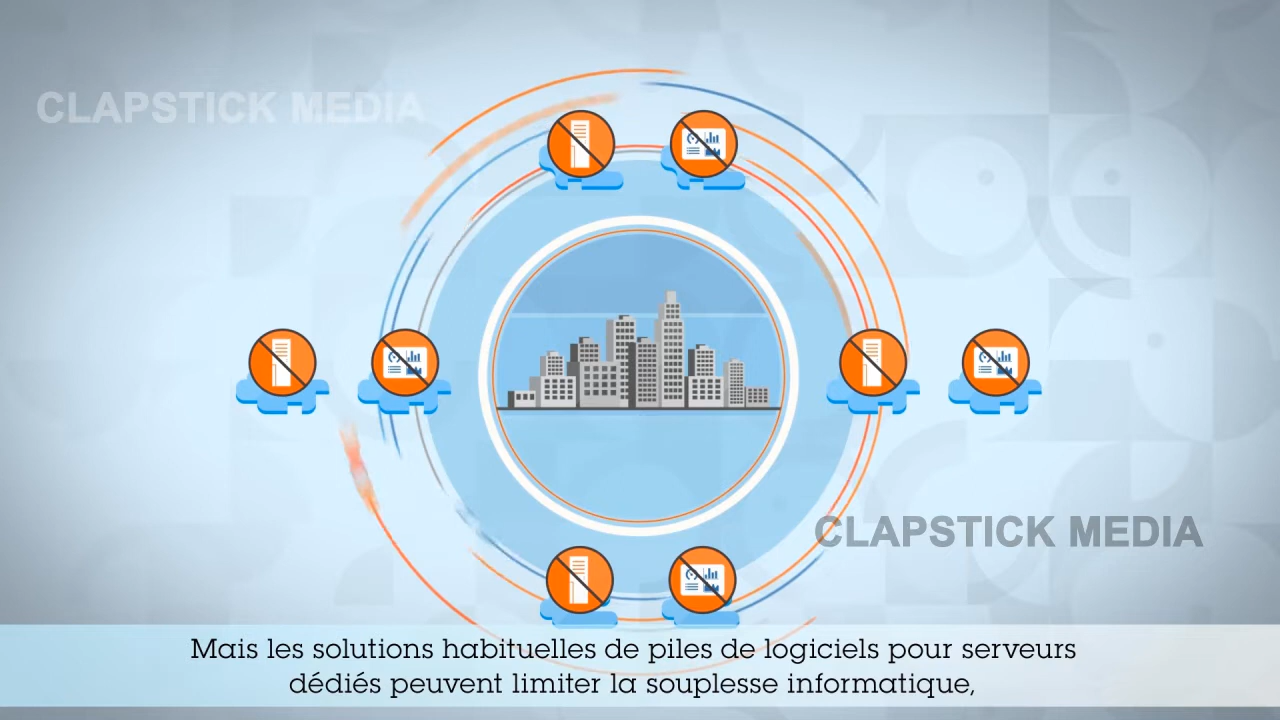 CLAPSTICK MEDIA
CLAPSTICK MEDIA
Mais les solutions habituelles de piles de logiciels pour serveurs
dédiés peuvent limiter la souplesse informatique,